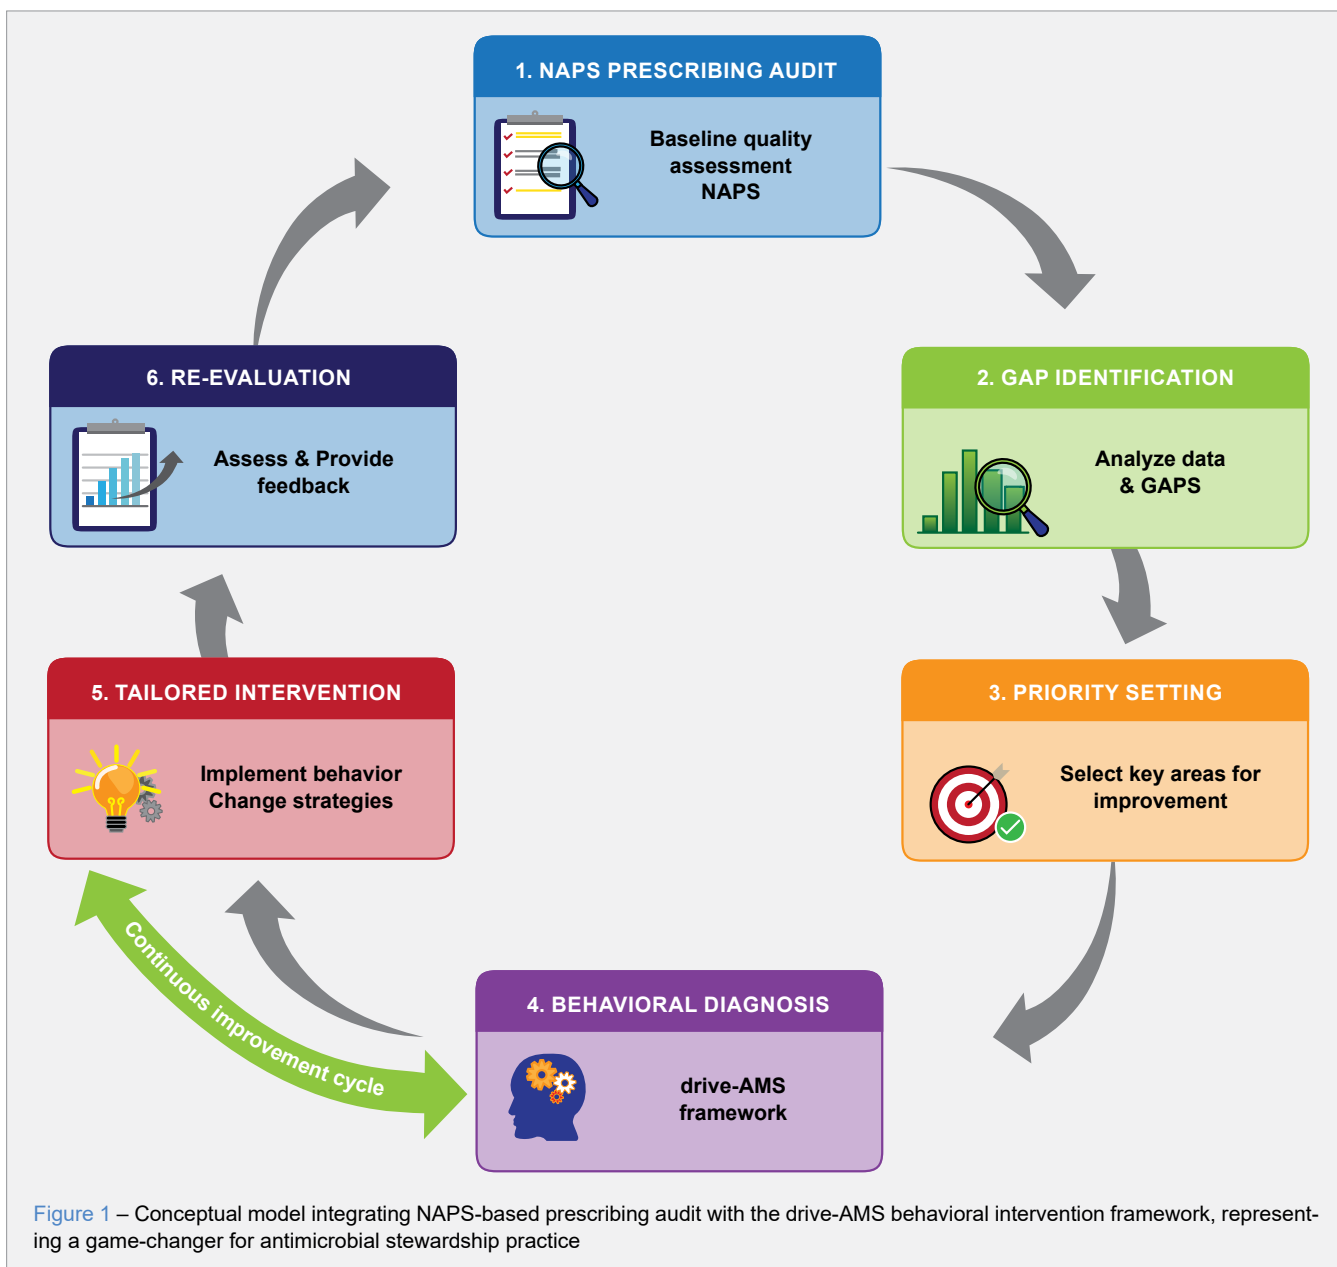 1. NAPS PRESCRIBING AUDIT
Baseline quality
assessment
NAPS
2. GAP IDENTIFICATION
Analyze data
& GAPS
3. PRIORITY SETTING
Select key areas for
improvement
4. BEHAVIORAL DIAGNOSIS
drive-AMS
framework
5. TAILORED INTERVENTION
Implement behavior
Change strategies
6. RE-EVALUATION
Assess & Provide
feedback
Continuous improvement cycle
Figure 1 – Conceptual model integrating NAPS-based prescribing audit with the drive-AMS behavioral intervention framework, represent-
ing a game-changer for antimicrobial stewardship practice